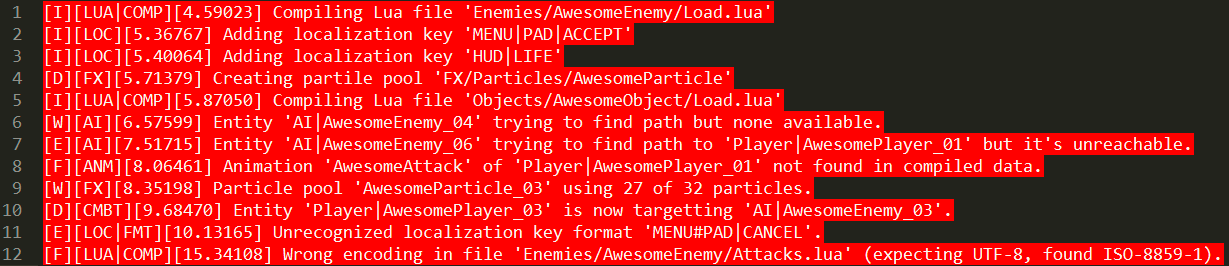 1 [I][LUA|COMP][4.59023] Compiling Lua file 'Enemies/AwesomeEnemy/Load.lua'
2 [I][LOC][5.36767] Adding localization key 'MENU|PAD|ACCEPT'
3 [I][LOC][5.40064] Adding localization key 'HUD|LIFE'
4 [D][FX][5.71379] Creating partile pool 'FX/Particles/AwesomeParticle'
5 [I][LUA|COMP][5.87050] Compiling Lua file 'Objects/AwesomeObject/Load.lua'
6 [W][AI][6.57599] Entity 'AI|AwesomeEnemy_04' trying to find path but none available.
7 [E][AI][7.51715] Entity 'AI|AwesomeEnemy_06' trying to find path to 'Player|AwesomePlayer_01' but it's unreachable.
8 [F][ANM][8.06461] Animation 'AwesomeAttack' of 'Player|AwesomePlayer_01' not found in compiled data.
9 [W][FX][8.35198] Particle pool 'AwesomeParticle_03' using 27 of 32 particles.
10 [D][CMBT][9.68470] Entity 'Player|AwesomePlayer_03' is now targetting 'AI|AwesomeEnemy_03'.
11 [E][LOC|FMT][10.13165] Unrecognized localization key format 'MENU#PAD|CANCEL'.
12 [F][LUA|COMP][15.34108] Wrong encoding in file 'Enemies/AwesomeEnemy/Attacks.lua' (expecting UTF-8, found ISO-8859-1).